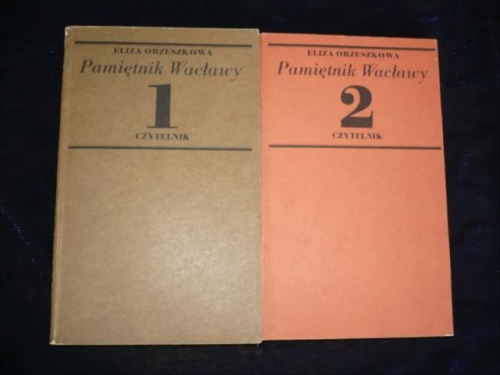 ELIZA ORZESZKOWA
Pamiętnik Wacławy
1
CZYTELNIK
ELIZA ORZESZKOWA
Pamiętnik Wacławy
2
CZYTELNIK